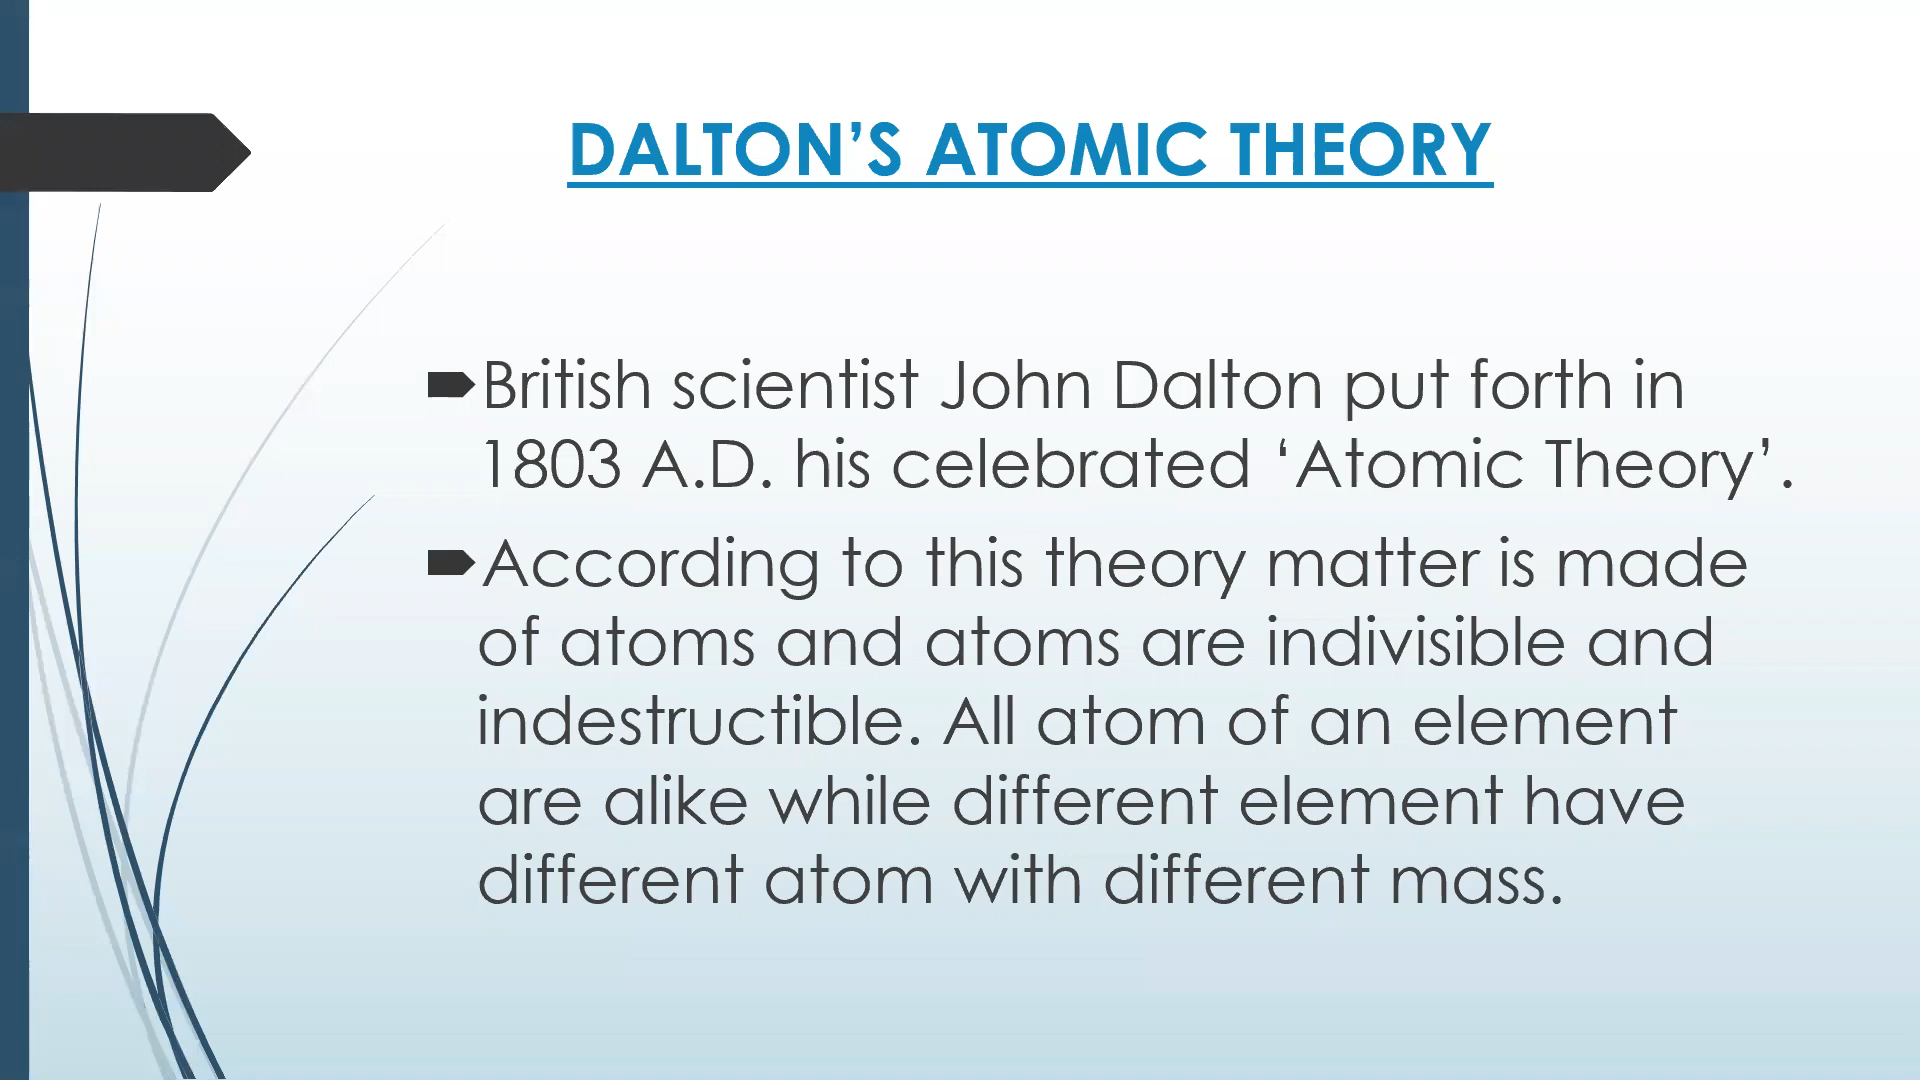 DALTON’S ATOMIC THEORY
British scientist John Dalton put forth in
1803 A.D. his celebrated ‘Atomic Theory’.
According to this theory matter is made
of atoms and atoms are indivisible and
indestructible. All atom of an element
are alike while different element have
different atom with different mass.